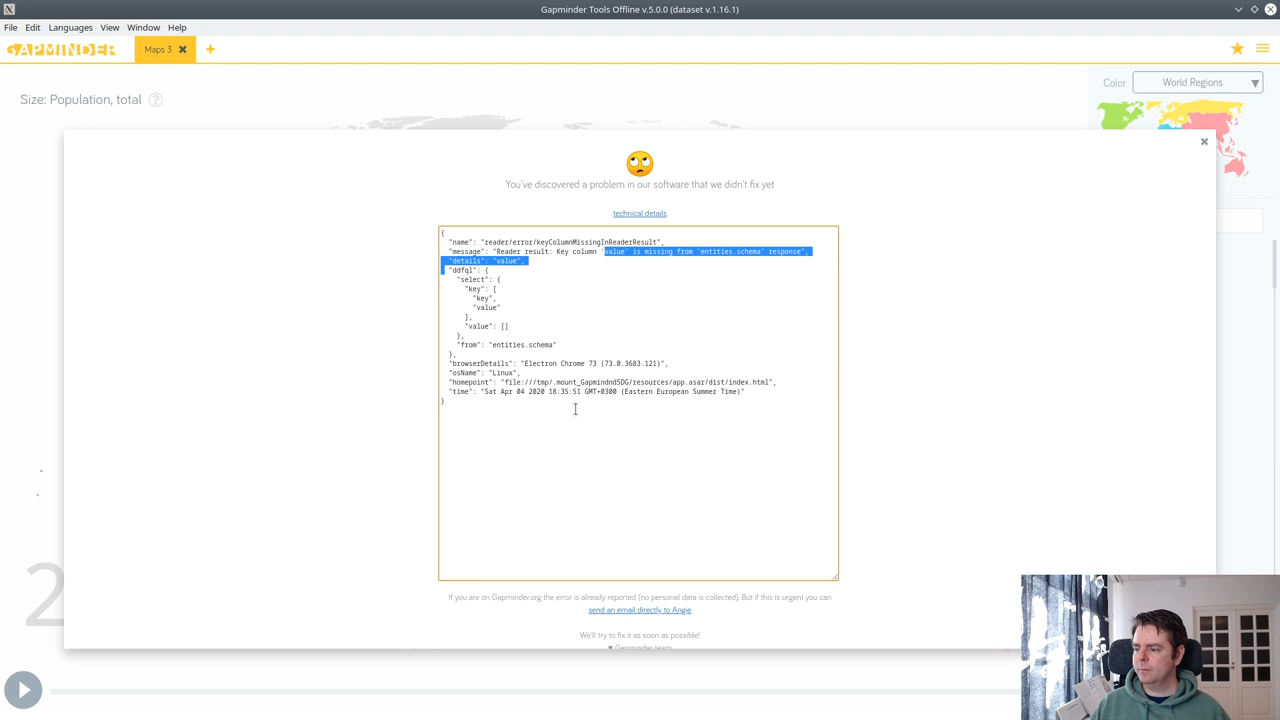 Gapminder Tools Offline v.5.0.0 (dataset v.1.16.1)
File Edit Languages View Window Help
GAPMINDER Maps 3
Size: Population, total ?
Color World Regions
You've discovered a problem in our software that we didn't fix yet
technical details
{
"name": "reader/error/keyColumnMissingInReaderResult",
"message": "Reader result: Key column 'value' is missing from 'entities.schema' response",
"details": "value",
"ddfql": {
"select": {
"key": [
"key",
"value"
],
"value": []
},
"from": "entities.schema"
},
"browserDetails": "Electron Chrome 73 (73.0.3683.121)",
"osName": "Linux",
"homepoint": "file:///tmp/.mount_Gapmindnd5DG/resources/app.asar/dist/index.html",
"time": "Sat Apr 04 2020 18:35:51 GMT+0300 (Eastern European Summer Time)"
}
2
If you are on Gapminder.org the error is already reported (no personal data is collected). But if this is urgent you can
send an email directly to Angie
We'll try to fix it as soon as possible!
♥ Gapminder team